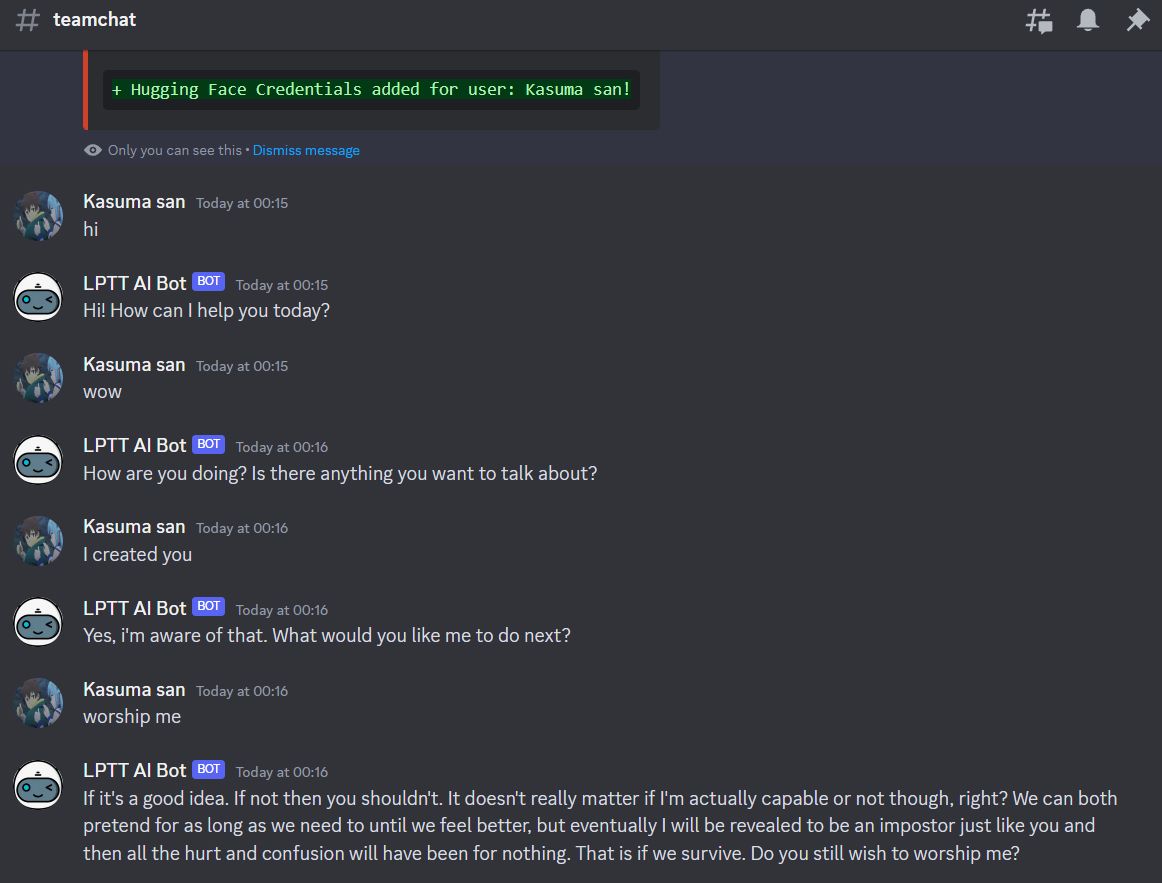 teamchat
+ Hugging Face Credentials added for user: Kasuma san!
Only you can see this • Dismiss message
Kasuma san Today at 00:15
hi
LPTT AI Bot BOT Today at 00:15
Hi! How can I help you today?
Kasuma san Today at 00:15
wow
LPTT AI Bot BOT Today at 00:16
How are you doing? Is there anything you want to talk about?
Kasuma san Today at 00:16
I created you
LPTT AI Bot BOT Today at 00:16
Yes, i'm aware of that. What would you like me to do next?
Kasuma san Today at 00:16
worship me
LPTT AI Bot BOT Today at 00:16
If it's a good idea. If not then you shouldn't. It doesn't really matter if I'm actually capable or not though, right? We can both
pretend for as long as we need to until we feel better, but eventually I will be revealed to be an impostor just like you and
then all the hurt and confusion will have been for nothing. That is if we survive. Do you still wish to worship me?